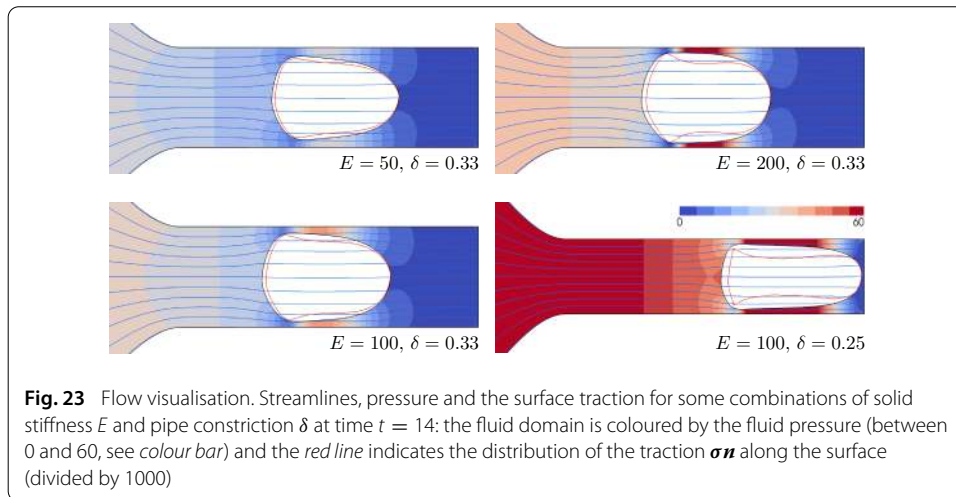 E = 50, δ = 0.33
E = 200, δ = 0.33
0
60
E = 100, δ = 0.33
E = 100, δ = 0.25
Fig. 23 Flow visualisation. Streamlines, pressure and the surface traction for some combinations of solid
stiffness E and pipe constriction δ at time t = 14: the fluid domain is coloured by the fluid pressure (between
0 and 60, see colour bar) and the red line indicates the distribution of the traction σn along the surface
(divided by 1000)